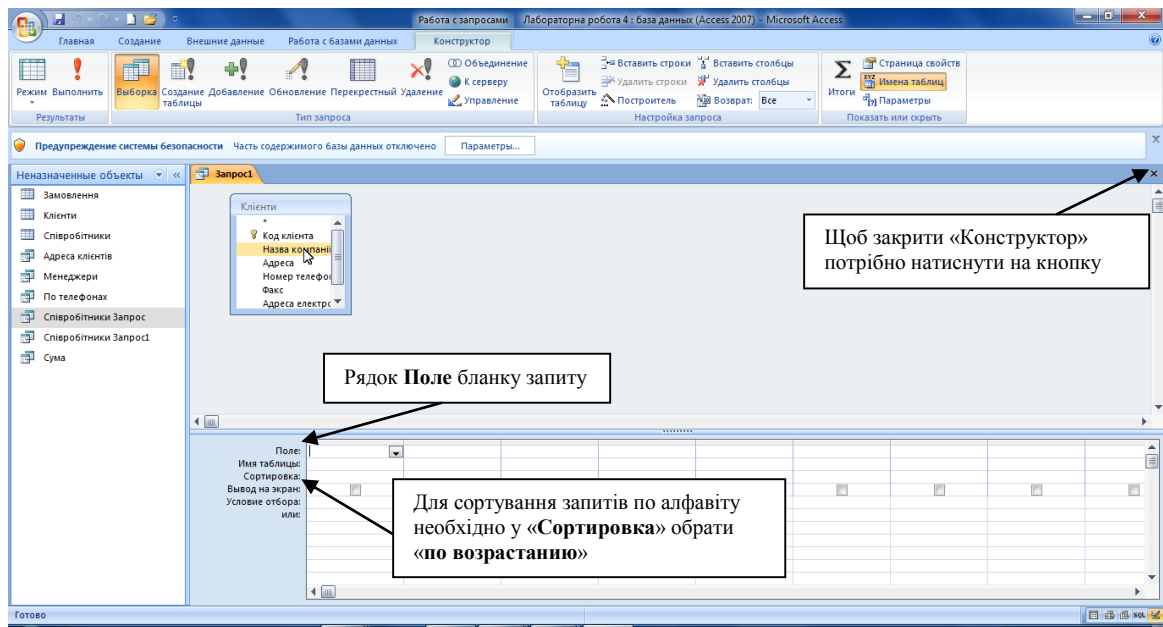 Работа с запросами Лабораторна робота 4 : база данных (Access 2007) - Microsoft Access
Главная Создание Внешние данные Работа с базами данных Конструктор
Режим Выполнить
Результаты
Выборка Создание таблицы Добавление Обновление Перекрестный Удаление
Объединение
К серверу
Управление
Тип запроса
Отобразить таблицу
Вставить строки
Удалить строки
Построитель
Вставить столбцы
Удалить столбцы
Возврат: Все
Настройка запроса
Итоги
Страница свойств
Имена таблиц
Параметры
Показать или скрыть
Предупреждение системы безопасности Часть содержимого базы данных отключено Параметры...
Неназначенные объекты
Замовлення
Клієнти
Співробітники
Адреса клієнтів
Менеджери
По телефонах
Співробітники Запрос
Співробітники Запрос1
Сума
Запрос1
Клієнти
*
Код клієнта
Назва компанії
Адреса
Номер телефо
Факс
Адреса електрс
Щоб закрити «Конструктор»
потрібно натиснути на кнопку
Рядок Поле бланку запиту
Поле:
Имя таблицы:
Сортировка:
Вывод на экран:
Условие отбора:
или:
Для сортування запитів по алфавіту
необхідно у «Сортировка» обрати
«по возрастанию»
Готово
SQL